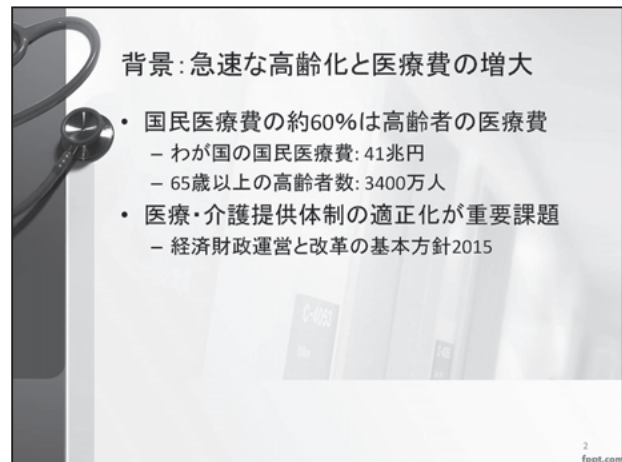 背景:急速な高齢化と医療費の増大
• 国民医療費の約60%は高齢者の医療費
– わが国の国民医療費: 41兆円
– 65歳以上の高齢者数: 3400万人
• 医療・介護提供体制の適正化が重要課題
– 経済財政運営と改革の基本方針2015
C-4053
2
fppt.com